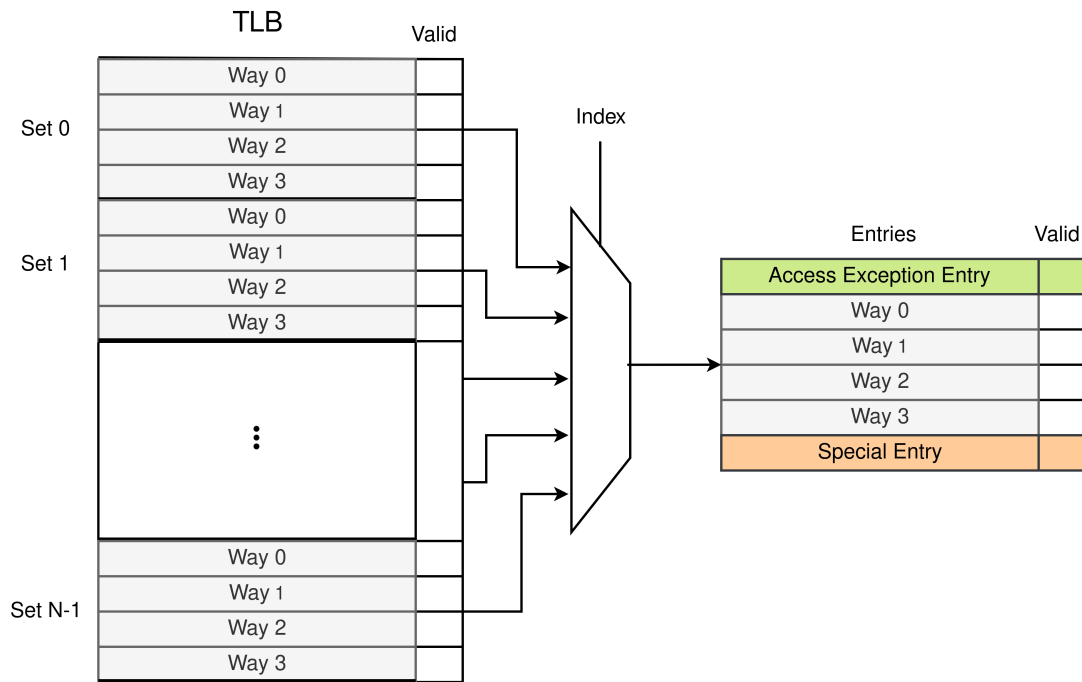 TLB
Valid
Set 0
Way 0
Way 1
Way 2
Way 3
Set 1
Way 0
Way 1
Way 2
Way 3
Set N-1
Way 0
Way 1
Way 2
Way 3
Index
Entries
Valid
Access Exception Entry
Way 0
Way 1
Way 2
Way 3
Special Entry